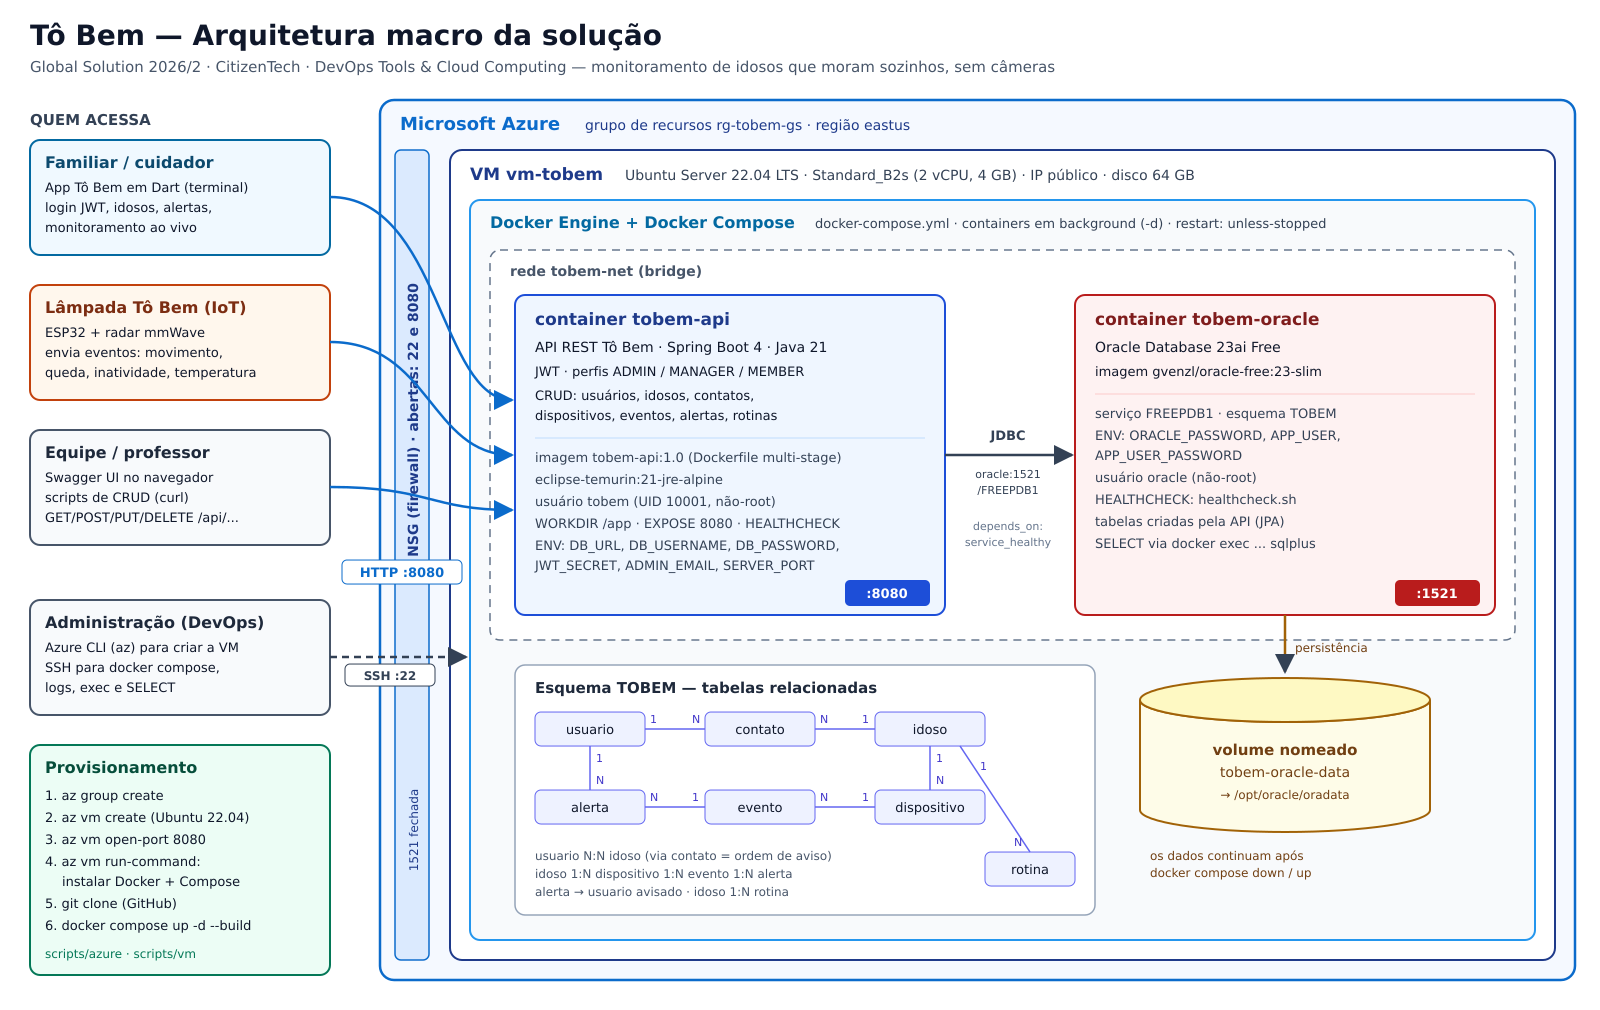 Tô Bem — Arquitetura macro da solução
Global Solution 2026/2 · CitizenTech · DevOps Tools & Cloud Computing — monitoramento de idosos que moram sozinhos, sem câmeras
QUEM ACESSA
Familiar / cuidador
App Tô Bem em Dart (terminal)
login JWT, idosos, alertas,
monitoramento ao vivo
Lâmpada Tô Bem (IoT)
ESP32 + radar mmWave
envia eventos: movimento,
queda, inatividade, temperatura
Equipe / professor
Swagger UI no navegador
scripts de CRUD (curl)
GET/POST/PUT/DELETE /api/...
Administração (DevOps)
Azure CLI (az) para criar a VM
SSH para docker compose,
logs, exec e SELECT
Provisionamento
1. az group create
2. az vm create (Ubuntu 22.04)
3. az vm open-port 8080
4. az vm run-command:
instalar Docker + Compose
5. git clone (GitHub)
6. docker compose up -d --build
scripts/azure · scripts/vm
HTTP :8080
SSH :22
Microsoft Azure
grupo de recursos rg-tobem-gs · região eastus
NSG (firewall) · abertas: 22 e 8080
1521 fechada
VM vm-tobem
Ubuntu Server 22.04 LTS · Standard_B2s (2 vCPU, 4 GB) · IP público · disco 64 GB
Docker Engine + Docker Compose
docker-compose.yml · containers em background (-d) · restart: unless-stopped
rede tobem-net (bridge)
container tobem-api
API REST Tô Bem · Spring Boot 4 · Java 21
JWT · perfis ADMIN / MANAGER / MEMBER
CRUD: usuários, idosos, contatos,
dispositivos, eventos, alertas, rotinas
imagem tobem-api:1.0 (Dockerfile multi-stage)
eclipse-temurin:21-jre-alpine
usuário tobem (UID 10001, não-root)
WORKDIR /app · EXPOSE 8080 · HEALTHCHECK
ENV: DB_URL, DB_USERNAME, DB_PASSWORD,
JWT_SECRET, ADMIN_EMAIL, SERVER_PORT
:8080
JDBC
oracle:1521
/FREEPDB1
depends_on:
service_healthy
container tobem-oracle
Oracle Database 23ai Free
imagem gvenzl/oracle-free:23-slim
serviço FREEPDB1 · esquema TOBEM
ENV: ORACLE_PASSWORD, APP_USER,
APP_USER_PASSWORD
usuário oracle (não-root)
HEALTHCHECK: healthcheck.sh
tabelas criadas pela API (JPA)
SELECT via docker exec ... sqlplus
:1521
persistência
volume nomeado
tobem-oracle-data
→ /opt/oracle/oradata
os dados continuam após
docker compose down / up
Esquema TOBEM — tabelas relacionadas
usuario 1 N contato N 1 idoso
1 1 1
N N
alerta N 1 evento N 1 dispositivo
N
rotina
usuario N:N idoso (via contato = ordem de aviso)
idoso 1:N dispositivo 1:N evento 1:N alerta
alerta → usuario avisado · idoso 1:N rotina